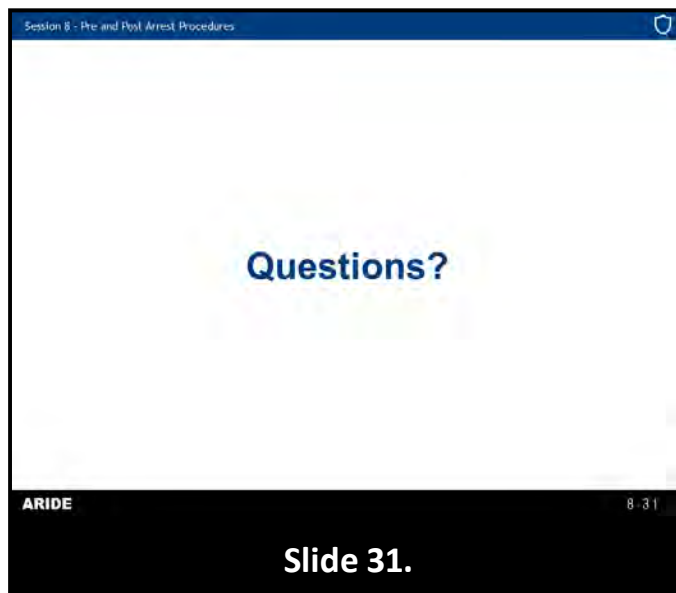 Session 8 - Pre and Post Arrest Procedures
Questions?
ARIDE
8-31
Slide 31.